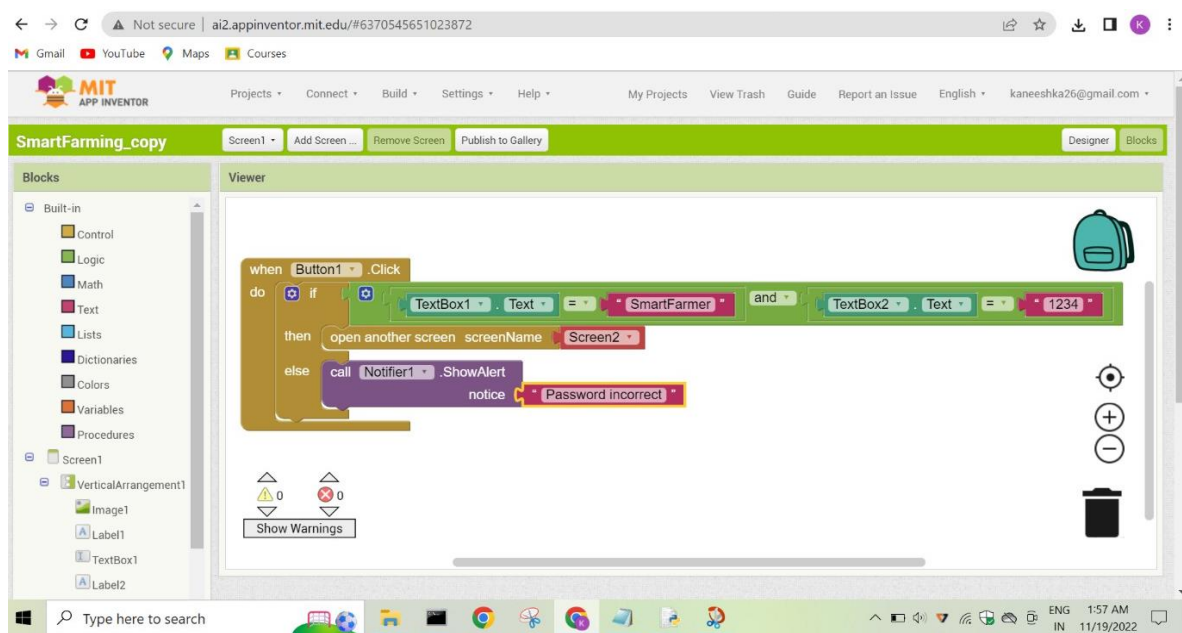 Not secure | ai2.appinventor.mit.edu/#6370545651023872
K
Gmail YouTube Maps Courses
MIT
APP INVENTOR
Projects Connect Build Settings Help My Projects View Trash Guide Report an Issue English kaneeshka26@gmail.com
SmartFarming_copy Screen1 Add Screen ... Remove Screen Publish to Gallery Designer Blocks
Blocks Viewer
Built-in
Control
Logic
Math
Text
Lists
Dictionaries
Colors
Variables
Procedures
Screen1
VerticalArrangement1
Image1
Label1
TextBox1
Label2
when Button1 .Click
do if TextBox1 . Text = " SmartFarmer " and TextBox2 . Text = " 1234 "
then open another screen screenName Screen2
else call Notifier1 .ShowAlert
notice " Password incorrect "
0 0
Show Warnings
Type here to search
ENG 1:57 AM
IN 11/19/2022